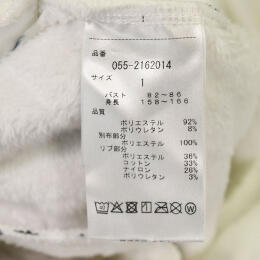 品番
055-2162014
サイズ
1
バスト 82~86
身長 158~166
品質
ポリエステル 92%
ポリウレタン 8%
別布部分
ポリエステル 100%
リブ部分
ポリエステル 36%
コットン 33%
ナイロン 28%
ポリウレタン 3%